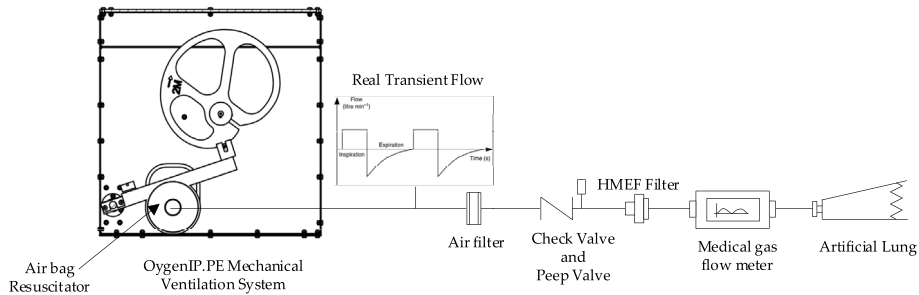 Real Transient Flow
Flow
(litre min⁻¹)
Expiration
Inspiration
Time (s)
2M
HMEF Filter
Air filter
Check Valve
and
Peep Valve
Medical gas
flow meter
Artificial Lung
Air bag
Resuscitator
OygenIP.PE Mechanical
Ventilation System